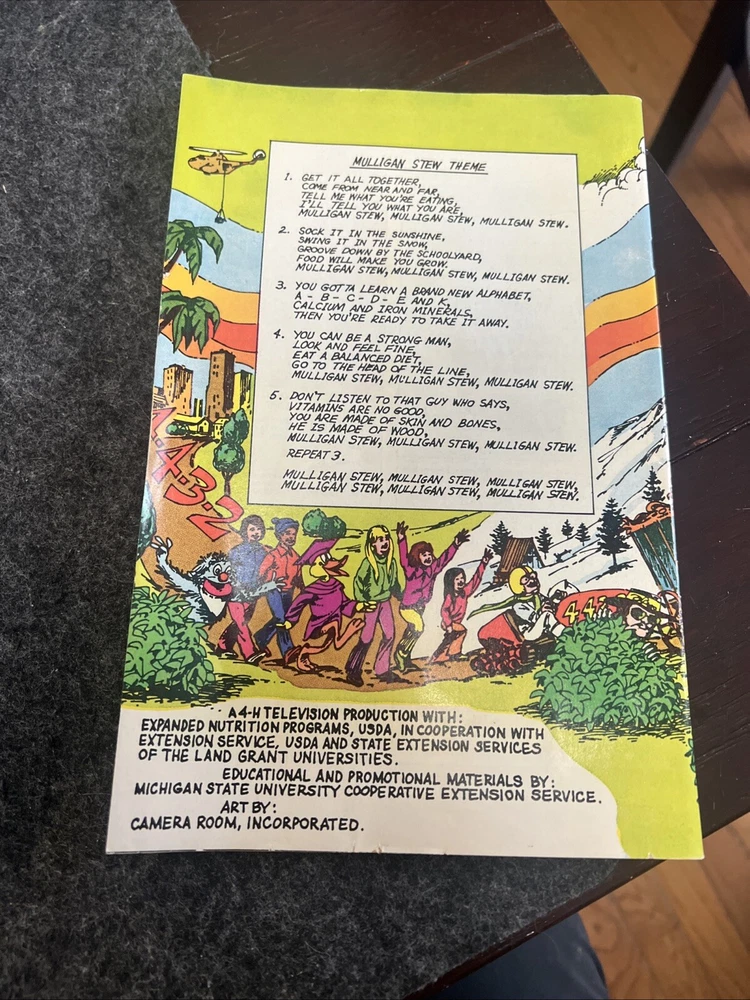 MULLIGAN STEW THEME
1. GET IT ALL TOGETHER,
COME FROM NEAR AND FAR,
TELL ME WHAT YOU'RE EATING,
I'LL TELL YOU WHAT YOU ARE,
MULLIGAN STEW, MULLIGAN STEW, MULLIGAN STEW.
2. SOCK IT IN THE SUNSHINE,
SWING IT IN THE SNOW,
GROOVE DOWN BY THE SCHOOLYARD,
FOOD WILL MAKE YOU GROW.
MULLIGAN STEW, MULLIGAN STEW, MULLIGAN STEW.
3. YOU GOTTA LEARN A BRAND NEW ALPHABET,
A - B - C - D - E AND K,
CALCIUM AND IRON MINERALS,
THEN YOU'RE READY TO TAKE IT AWAY.
4. YOU CAN BE A STRONG MAN,
LOOK AND FEEL FINE,
EAT A BALANCED DIET,
GO TO THE HEAD OF THE LINE,
MULLIGAN STEW, MULLIGAN STEW, MULLIGAN STEW.
5. DON'T LISTEN TO THAT GUY WHO SAYS,
VITAMINS ARE NO GOOD,
YOU ARE MADE OF SKIN AND BONES,
HE IS MADE OF WOOD,
MULLIGAN STEW, MULLIGAN STEW, MULLIGAN STEW.
REPEAT 3.
MULLIGAN STEW, MULLIGAN STEW, MULLIGAN STEW,
MULLIGAN STEW, MULLIGAN STEW, MULLIGAN STEW.
4.4.3.2
4-4-3
A 4-H TELEVISION PRODUCTION WITH:
EXPANDED NUTRITION PROGRAMS, USDA, IN COOPERATION WITH
EXTENSION SERVICE, USDA AND STATE EXTENSION SERVICES
OF THE LAND GRANT UNIVERSITIES.
EDUCATIONAL AND PROMOTIONAL MATERIALS BY:
MICHIGAN STATE UNIVERSITY COOPERATIVE EXTENSION SERVICE.
ART BY:
CAMERA ROOM, INCORPORATED.